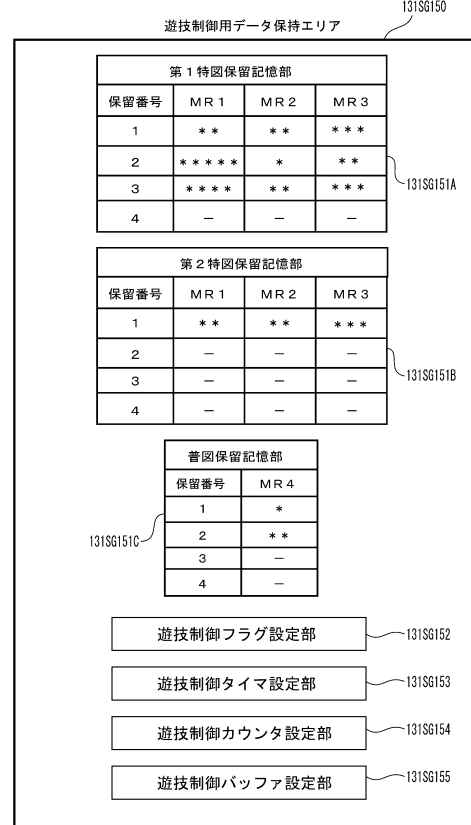 131SG150
遊技制御用データ保持エリア
第１特図保留記憶部
保留番号 ＭＲ１ ＭＲ２ ＭＲ３
1 ** ** ***
2 ***** * **
3 **** ** ***
4 － － －
131SG151A
第２特図保留記憶部
保留番号 ＭＲ１ ＭＲ２ ＭＲ３
1 ** ** ***
2 － － －
3 － － －
4 － － －
131SG151B
普図保留記憶部
保留番号 ＭＲ４
1 *
2 **
3 －
4 －
131SG151C
遊技制御フラグ設定部 131SG152
遊技制御タイマ設定部 131SG153
遊技制御カウンタ設定部 131SG154
遊技制御バッファ設定部 131SG155